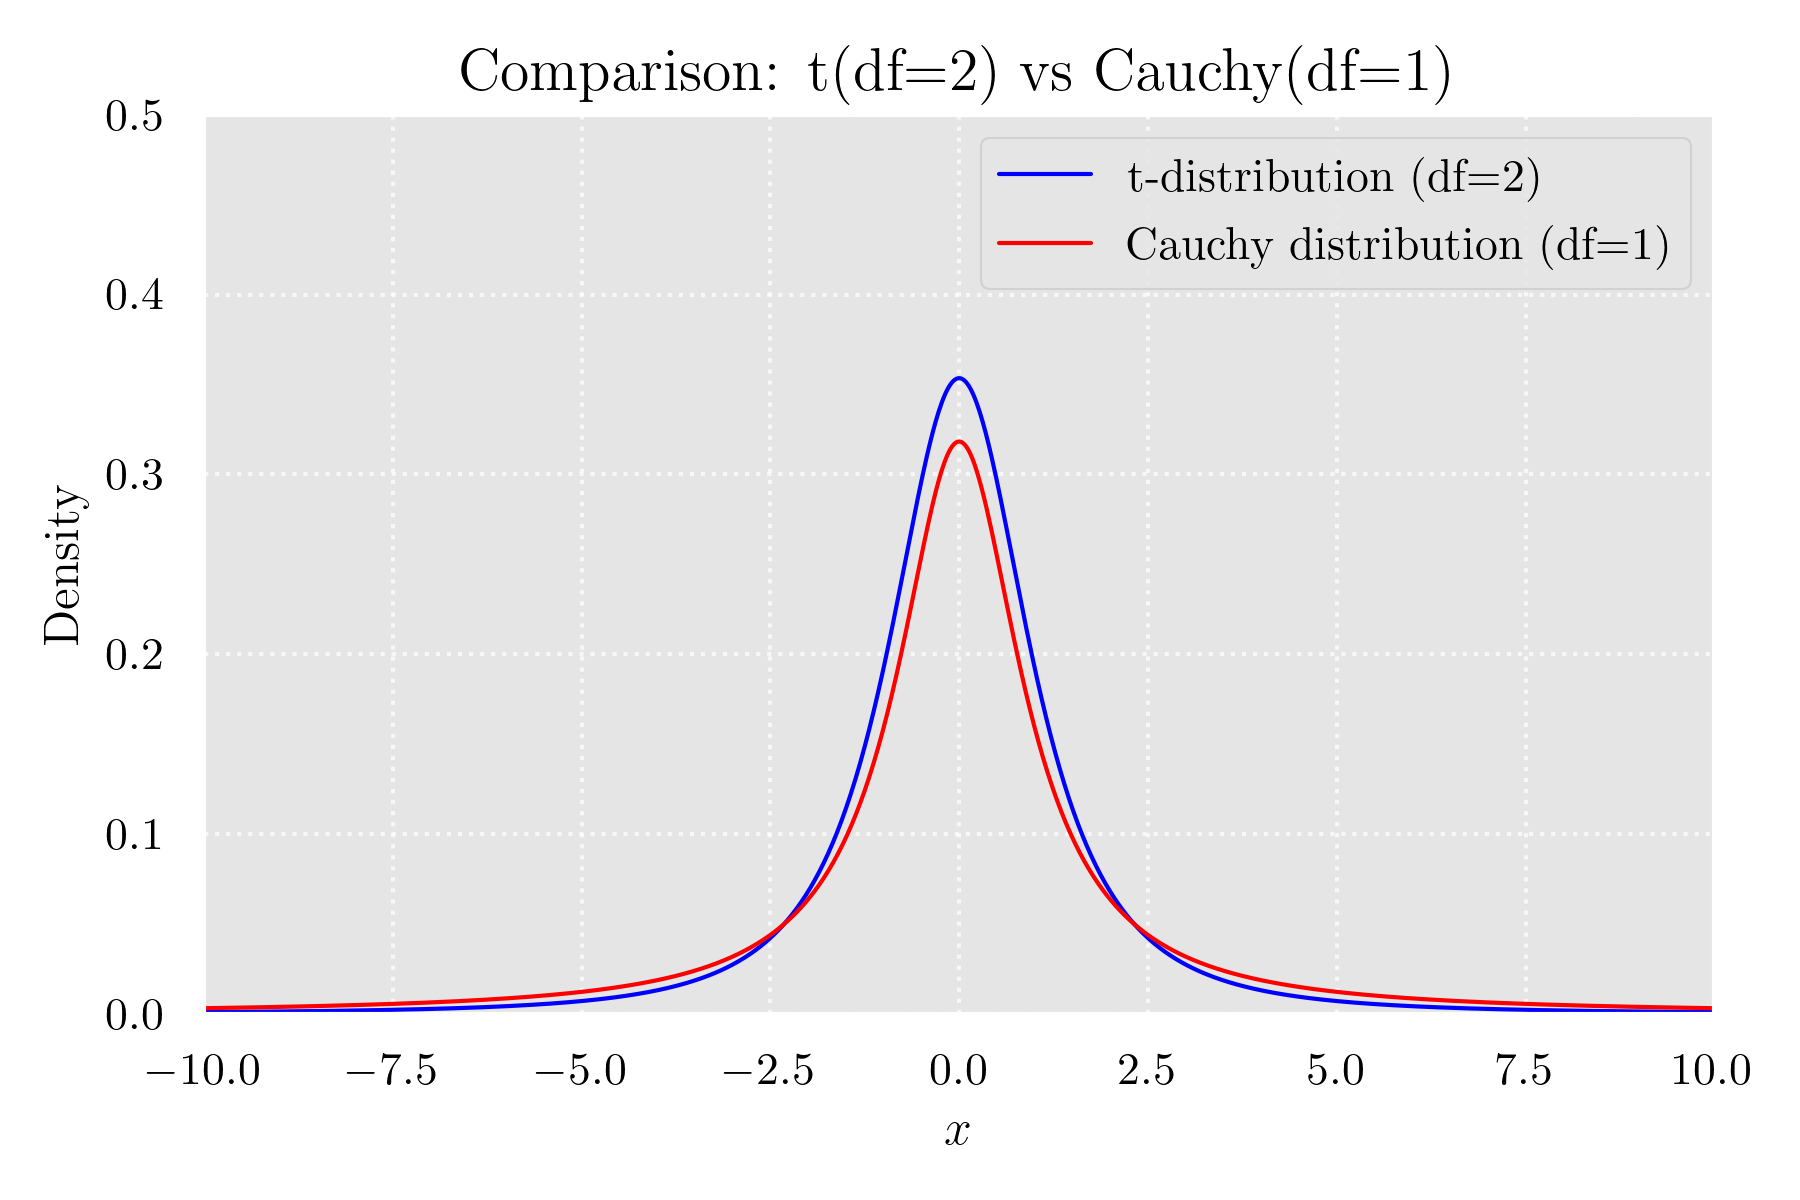 Comparison: t(df=2) vs Cauchy(df=1)
0.5
t-distribution (df=2)
Cauchy distribution (df=1)
0.4
0.3
Density
0.2
0.1
0.0
−10.0 −7.5 −5.0 −2.5 0.0 2.5 5.0 7.5 10.0
x